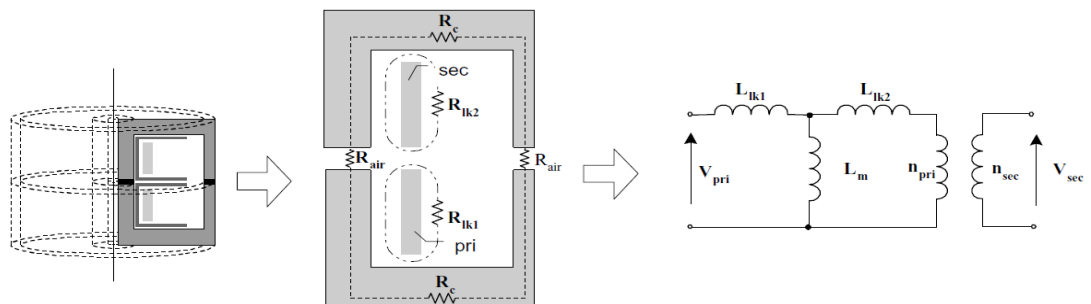 R_c
sec
R_lk2
R_air
R_air
R_lk1
pri
R_c
L_lk1
L_lk2
V_pri
L_m
n_pri
n_sec
V_sec